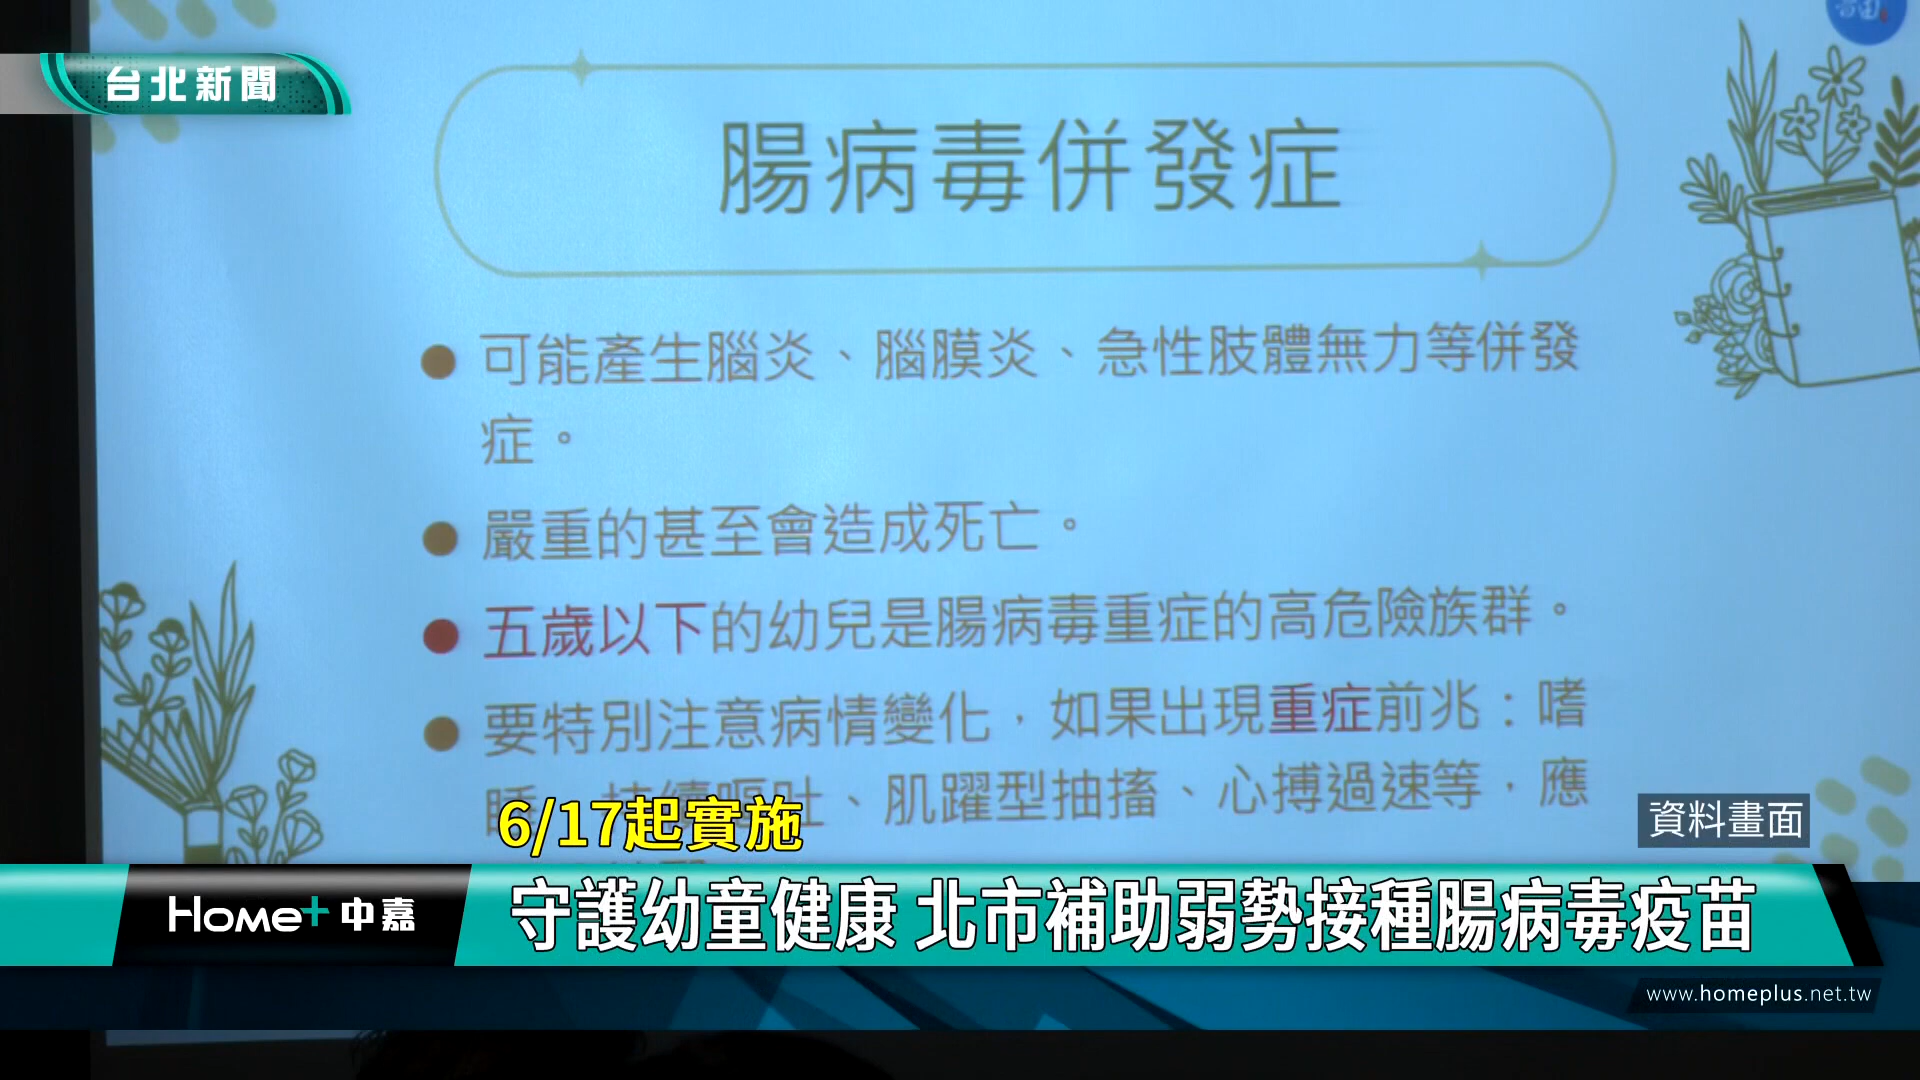 台北新聞
腸病毒併發症
可能產生腦炎、腦膜炎、急性肢體無力等併發
症。
嚴重的甚至會造成死亡。
五歲以下的幼兒是腸病毒重症的高危險族群。
要特別注意病情變化，如果出現重症前兆：嗜
睡、持續嘔吐、肌躍型抽搐、心搏過速等，應
6/17起實施
資料畫面
Home+中嘉
守護幼童健康 北市補助弱勢接種腸病毒疫苗
www.homeplus.net.tw